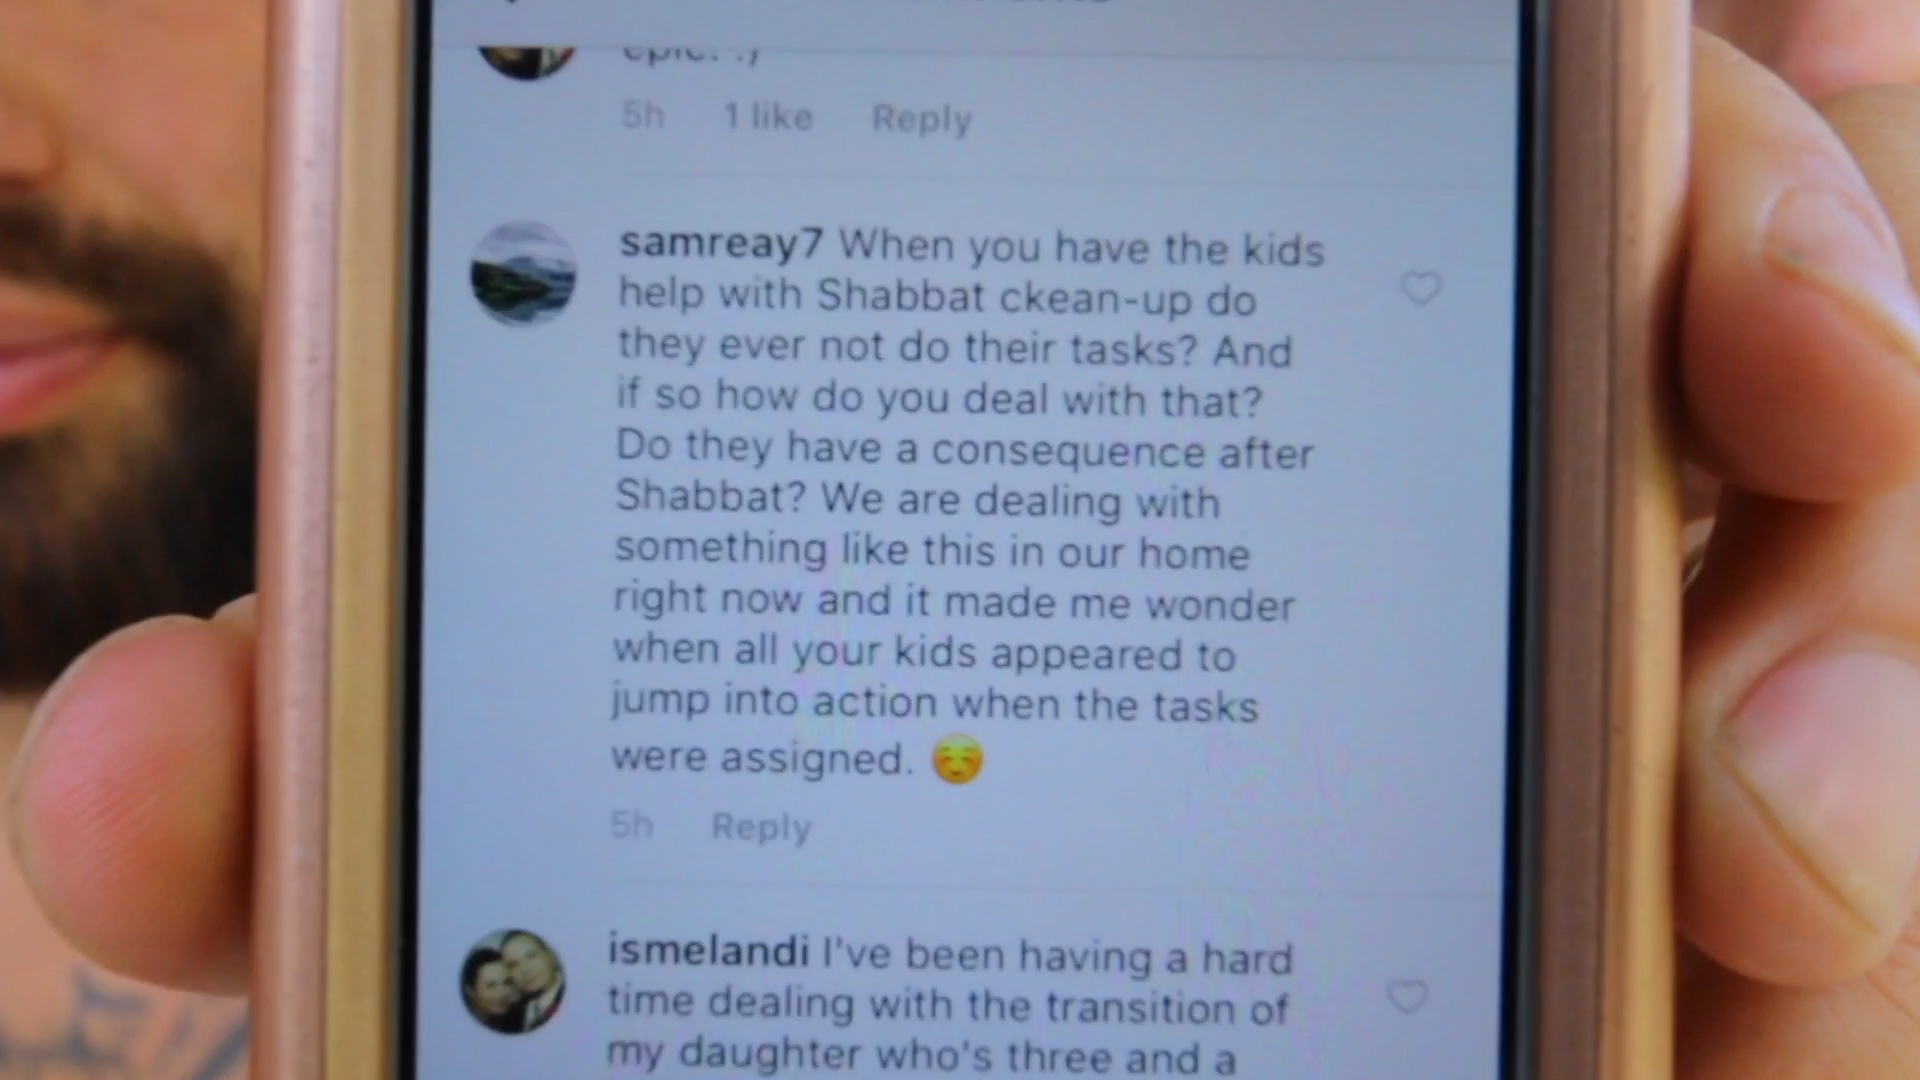 epic. :)
5h 1 like Reply
samreay7 When you have the kids
help with Shabbat ckean-up do
they ever not do their tasks? And
if so how do you deal with that?
Do they have a consequence after
Shabbat? We are dealing with
something like this in our home
right now and it made me wonder
when all your kids appeared to
jump into action when the tasks
were assigned. ☺️
5h Reply
ismelandi I've been having a hard
time dealing with the transition of
my daughter who's three and a